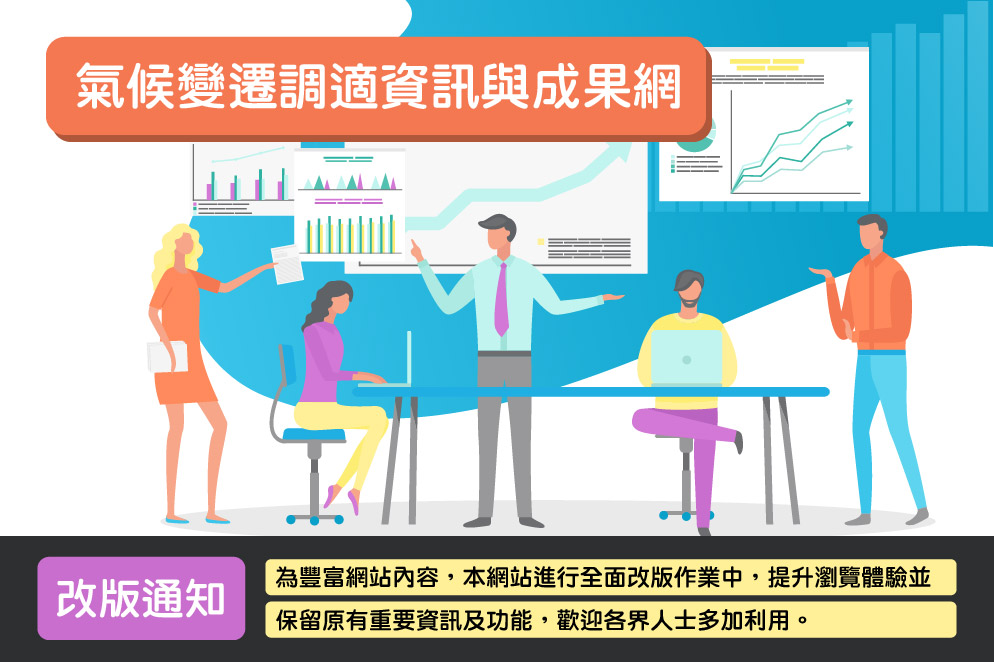 氣候變遷調適資訊與成果網
改版通知
為豐富網站內容，本網站進行全面改版作業中，提升瀏覽體驗並
保留原有重要資訊及功能，歡迎各界人士多加利用。